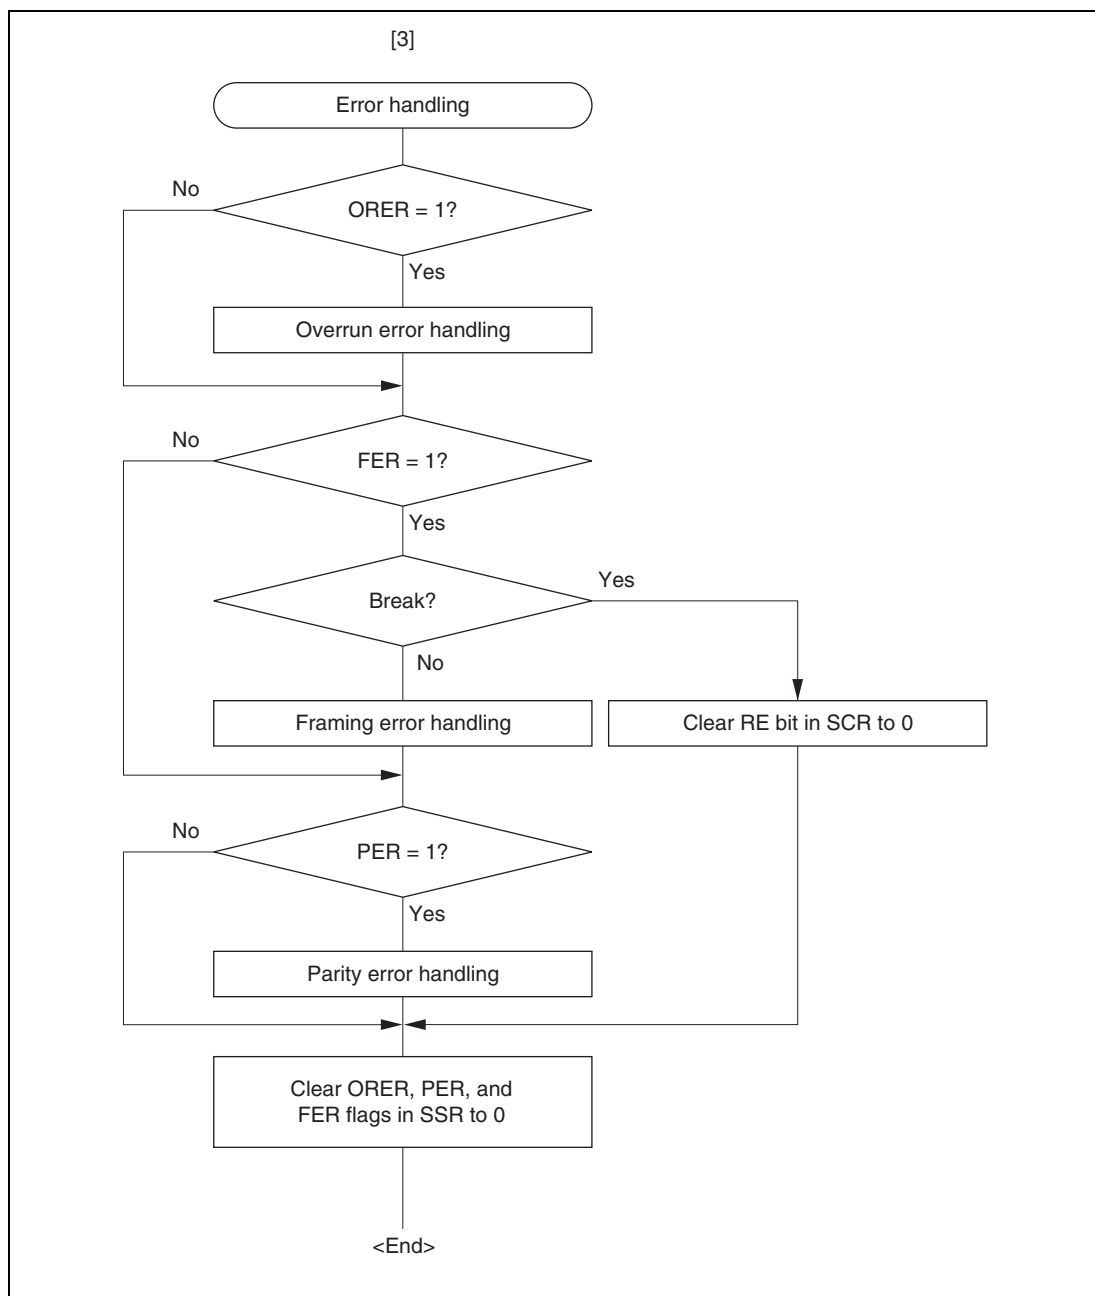 [3]
Error handling
No
ORER = 1?
Yes
Overrun error handling
No
FER = 1?
Yes
Yes
Break?
No
Framing error handling
Clear RE bit in SCR to 0
No
PER = 1?
Yes
Parity error handling
Clear ORER, PER, and
FER flags in SSR to 0
<End>